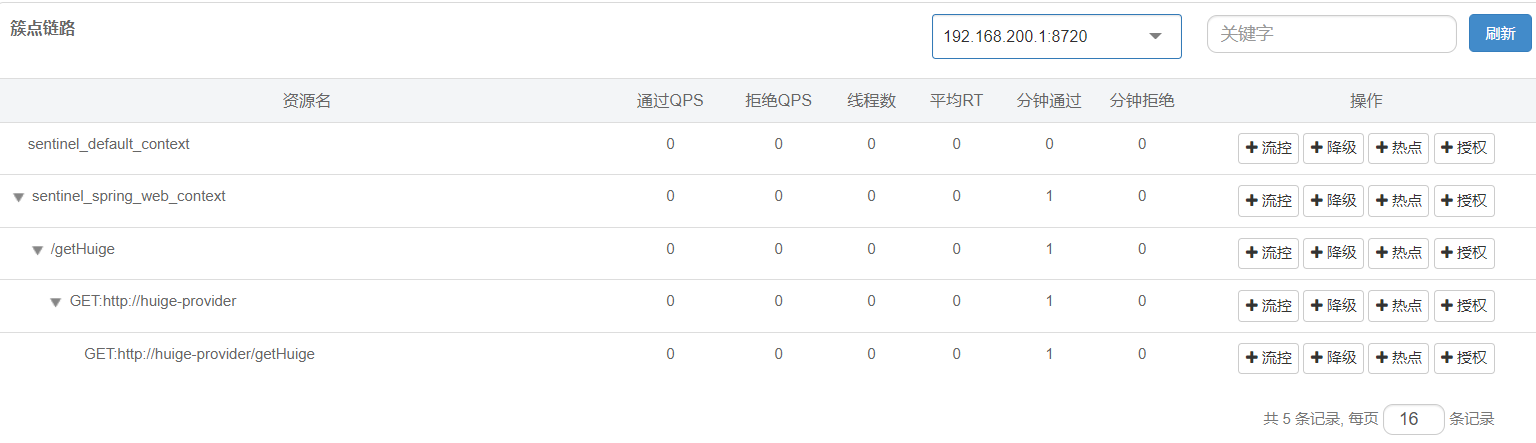 簇点链路 192.168.200.1:8720 关键字 刷新
资源名 通过QPS 拒绝QPS 线程数 平均RT 分钟通过 分钟拒绝 操作
sentinel_default_context 0 0 0 0 0 0 流控 降级 热点 授权
sentinel_spring_web_context 0 0 0 0 1 0 流控 降级 热点 授权
/getHuige 0 0 0 0 1 0 流控 降级 热点 授权
GET:http://huige-provider 0 0 0 0 1 0 流控 降级 热点 授权
GET:http://huige-provider/getHuige 0 0 0 0 1 0 流控 降级 热点 授权
共 5 条记录, 每页 16 条记录